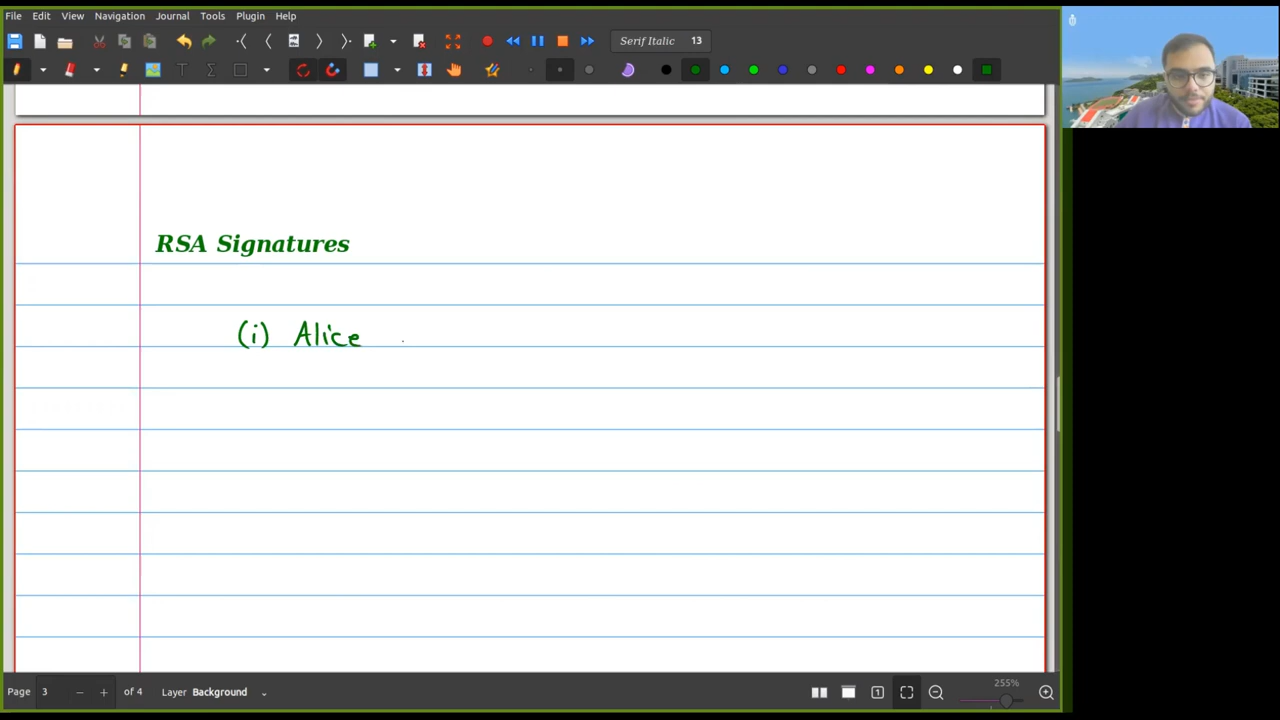 File Edit View Navigation Journal Tools Plugin Help
Serif Italic 13
RSA Signatures
(i) Alice
Page 3 of 4 Layer Background
255%